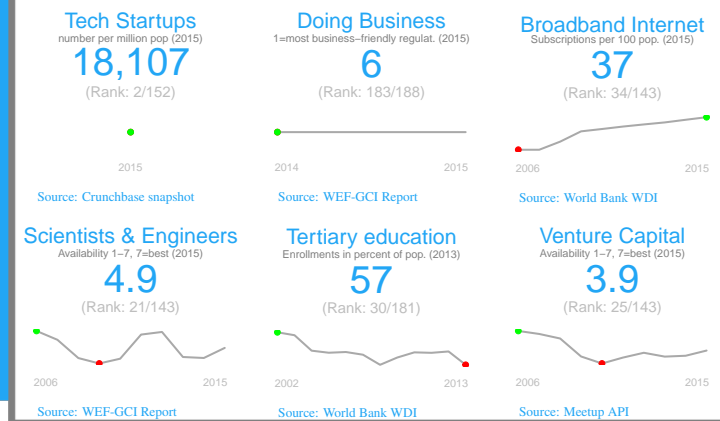 Tech Startups
number per million pop (2015)
18,107
(Rank: 2/152)
2015
Source: Crunchbase snapshot
Doing Business
1=most business−friendly regulat. (2015)
6
(Rank: 183/188)
2014 2015
Source: WEF-GCI Report
Broadband Internet
Subscriptions per 100 pop. (2015)
37
(Rank: 34/143)
2006 2015
Source: World Bank WDI
Scientists & Engineers
Availability 1−7, 7=best (2015)
4.9
(Rank: 21/143)
2006 2015
Source: WEF-GCI Report
Tertiary education
Enrollments in percent of pop. (2013)
57
(Rank: 30/181)
2002 2013
Source: World Bank WDI
Venture Capital
Availability 1−7, 7=best (2015)
3.9
(Rank: 25/143)
2006 2015
Source: Meetup API